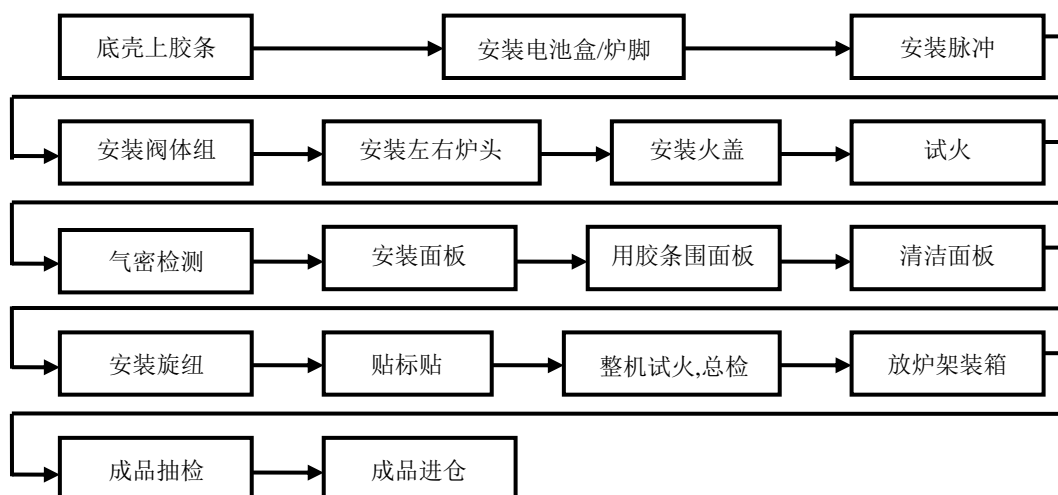 底壳上胶条
安装电池盒/炉脚
安装脉冲
安装阀体组
安装左右炉头
安装火盖
试火
气密检测
安装面板
用胶条围面板
清洁面板
安装旋纽
贴标贴
整机试火,总检
放炉架装箱
成品抽检
成品进仓